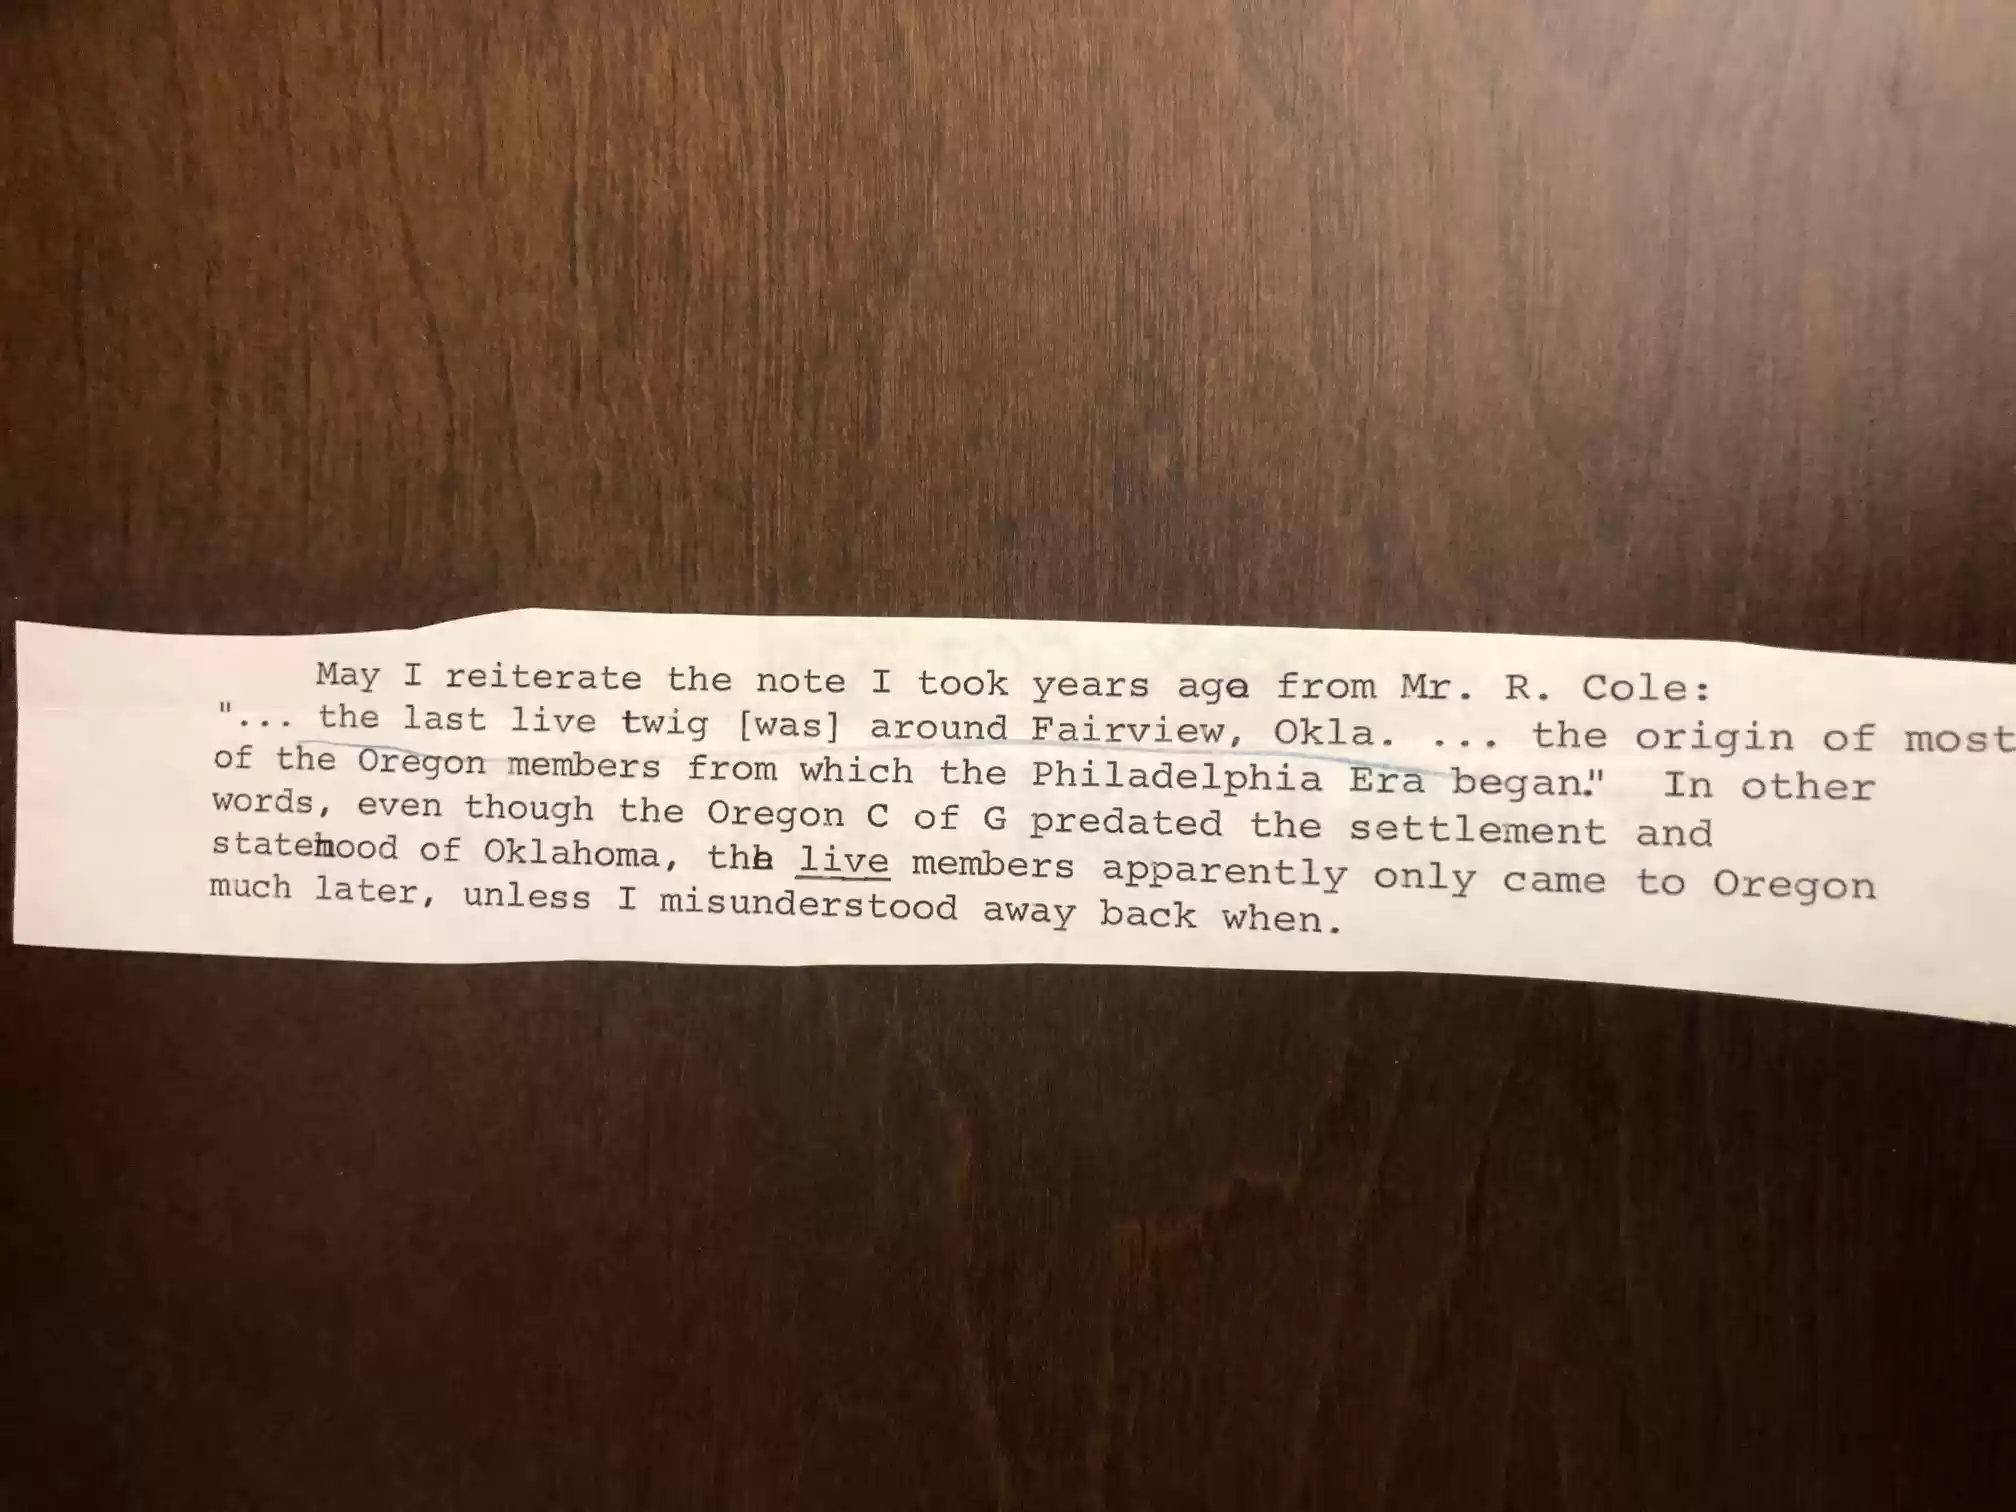 May I reiterate the note I took years ago from Mr. R. Cole:
"... the last live twig [was] around Fairview, Okla. ... the origin of most
of the Oregon members from which the Philadelphia Era began." In other
words, even though the Oregon C of G predated the settlement and
statehood of Oklahoma, the live members apparently only came to Oregon
much later, unless I misunderstood away back when.